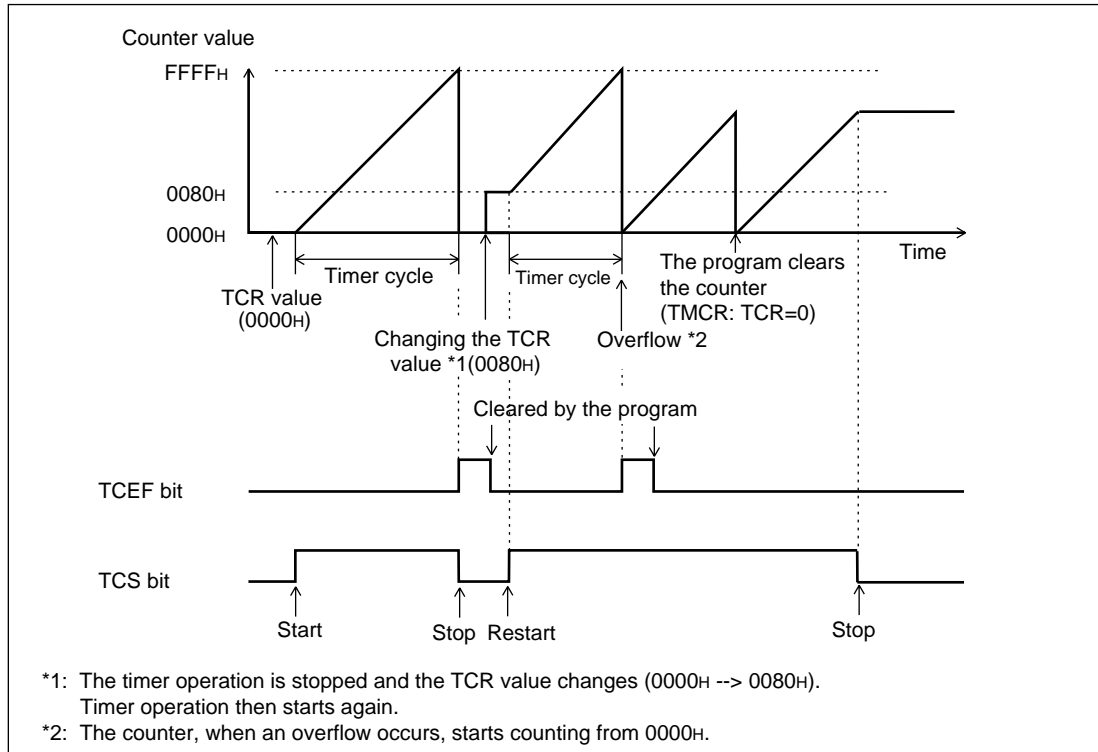 Counter value
FFFFH
0080H
0000H
Time
Timer cycle
Timer cycle
The program clears
the counter
(TMCR: TCR=0)
TCR value
(0000H)
Changing the TCR
value *1(0080H)
Overflow *2
Cleared by the program
TCEF bit
TCS bit
Start
Stop
Restart
Stop
*1: The timer operation is stopped and the TCR value changes (0000H --> 0080H).
Timer operation then starts again.
*2: The counter, when an overflow occurs, starts counting from 0000H.